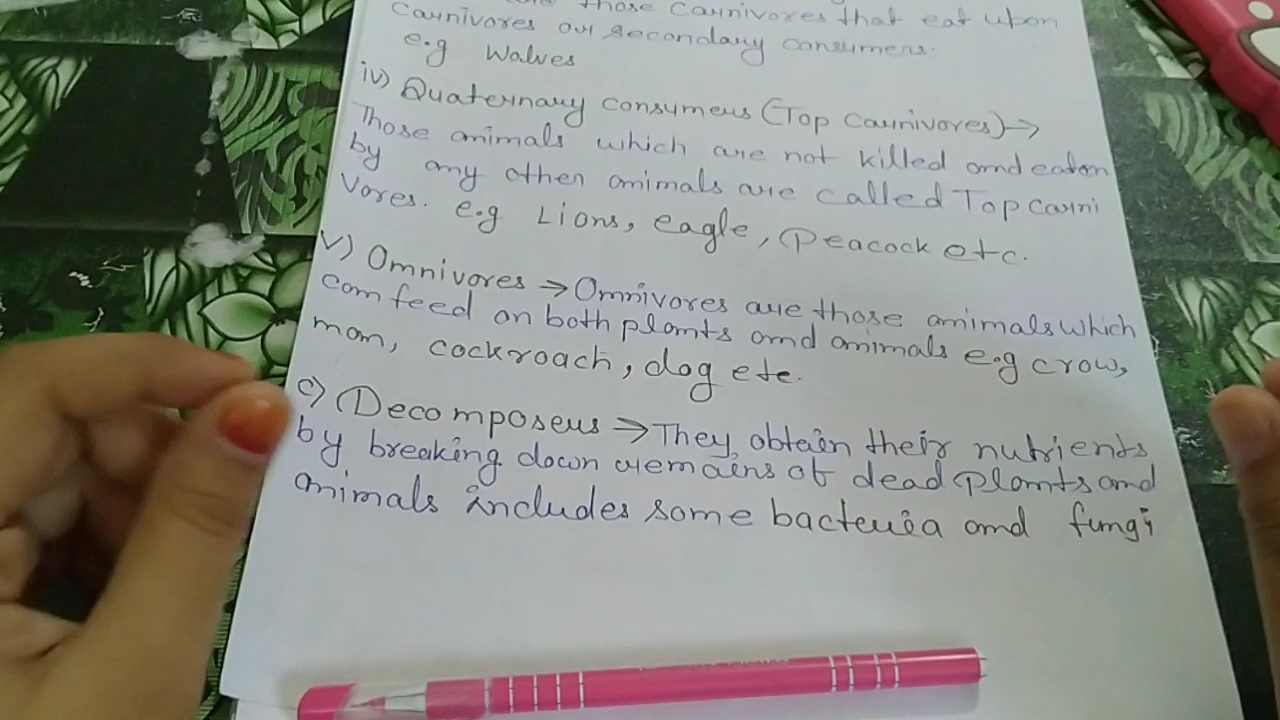 those Carnivores that eat upon
Carnivores or secondary consumers.
e.g Wolves
iv) Quaternary consumers (Top Carnivores) →
Those animals which are not killed and eaten
by any other animals are called Top Carni
vores. e.g Lions, eagle, Peacock etc.
v) Omnivores → Omnivores are those animals which
can feed on both plants and animals e.g crow,
man, cockroach, dog etc.
c) Decomposers → They obtain their nutrients
by breaking down remains of dead plants and
animals includes some bacteria and fungi